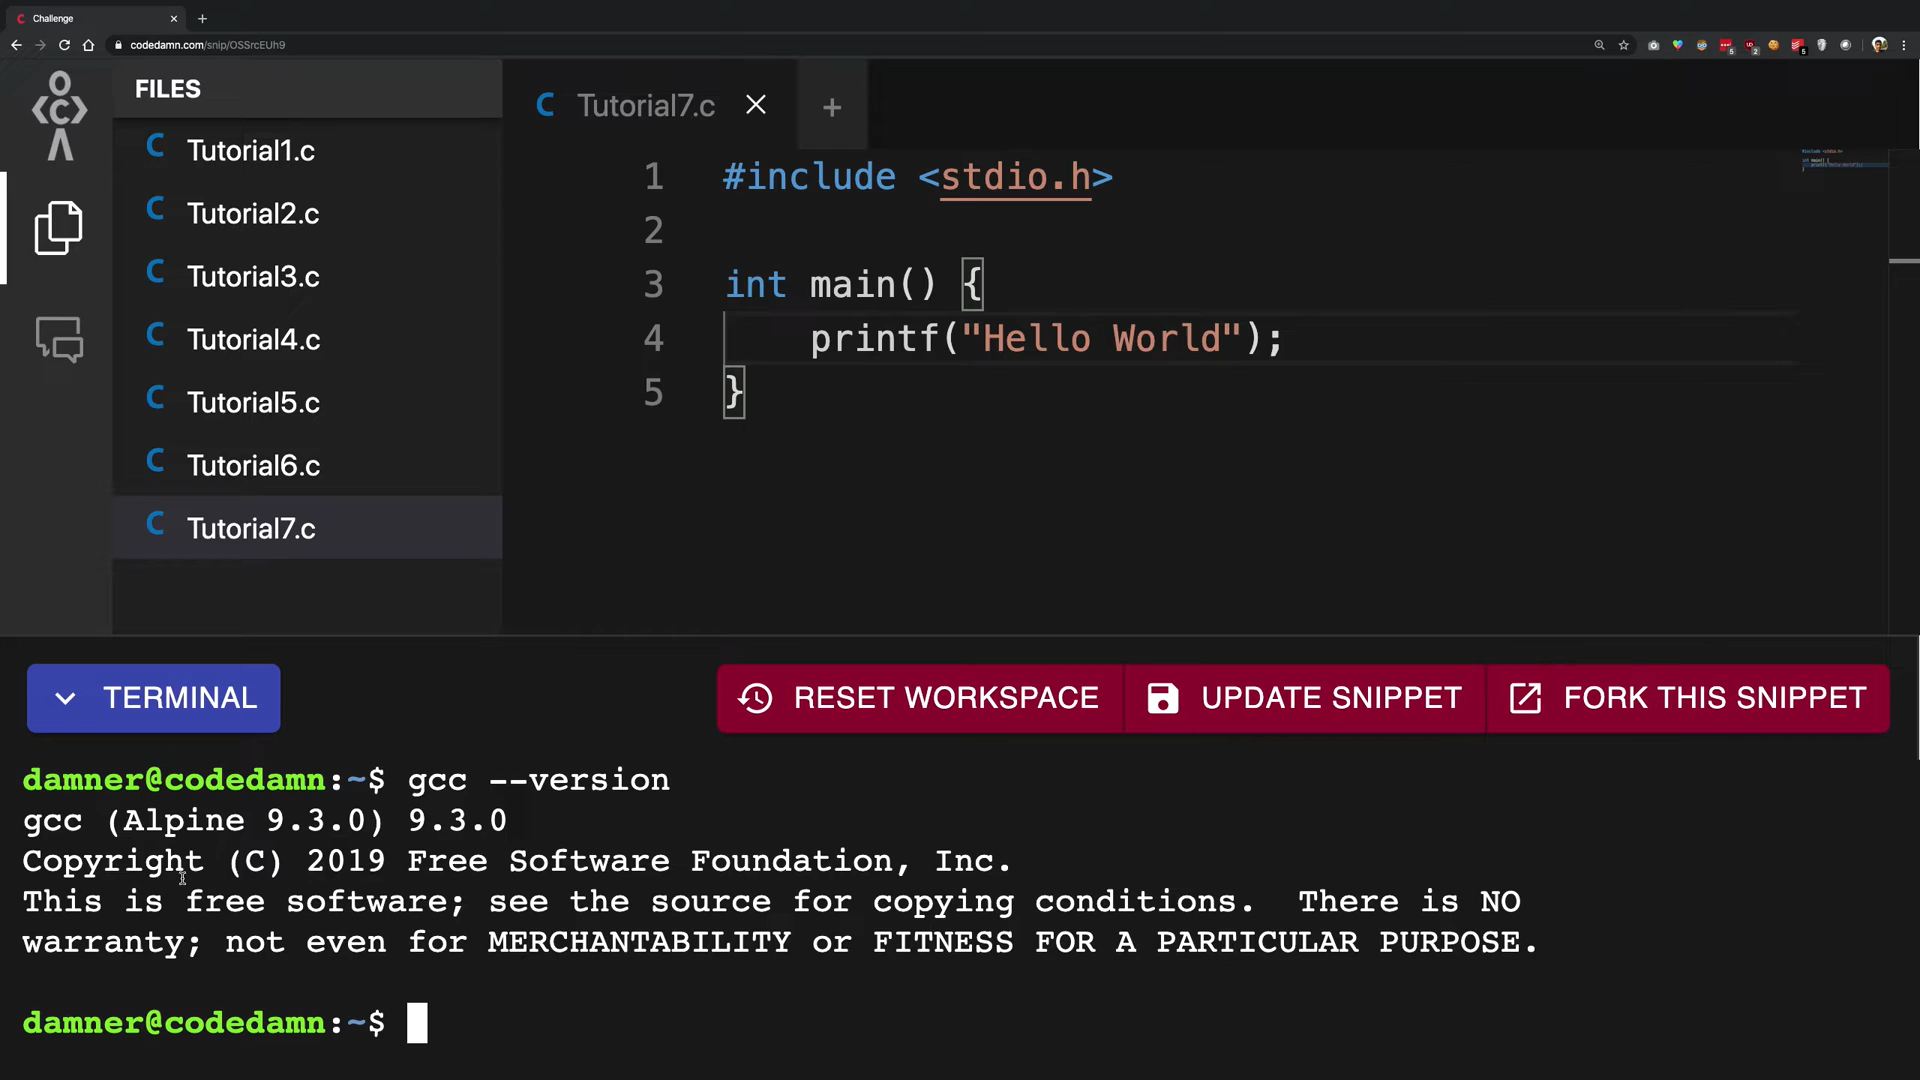 Challenge
codedamn.com/snip/OSSrcEUh9
FILES
Tutorial1.c
Tutorial2.c
Tutorial3.c
Tutorial4.c
Tutorial5.c
Tutorial6.c
Tutorial7.c
Tutorial7.c
1 #include <stdio.h>
2
3 int main() {
4 printf("Hello World");
5 }
TERMINAL
RESET WORKSPACE
UPDATE SNIPPET
FORK THIS SNIPPET
damner@codedamn:~$ gcc --version
gcc (Alpine 9.3.0) 9.3.0
Copyright (C) 2019 Free Software Foundation, Inc.
This is free software; see the source for copying conditions.  There is NO
warranty; not even for MERCHANTABILITY or FITNESS FOR A PARTICULAR PURPOSE.
damner@codedamn:~$